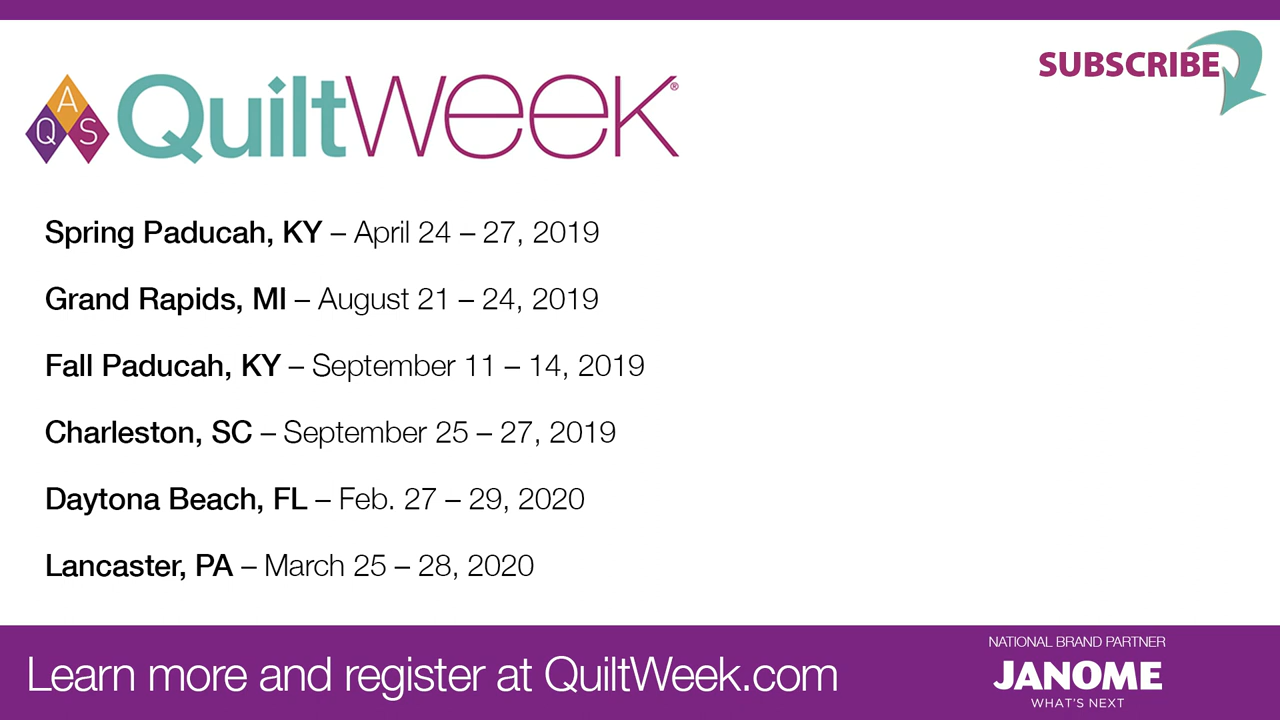 SUBSCRIBE
AQS QuiltWeek®
Spring Paducah, KY – April 24 – 27, 2019
Grand Rapids, MI – August 21 – 24, 2019
Fall Paducah, KY – September 11 – 14, 2019
Charleston, SC – September 25 – 27, 2019
Daytona Beach, FL – Feb. 27 – 29, 2020
Lancaster, PA – March 25 – 28, 2020
Learn more and register at QuiltWeek.com
NATIONAL BRAND PARTNER
JANOME
WHAT'S NEXT